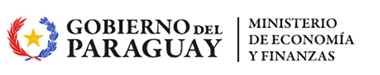 GOBIERNO DEL
PARAGUAY
MINISTERIO
DE ECONOMÍA
Y FINANZAS